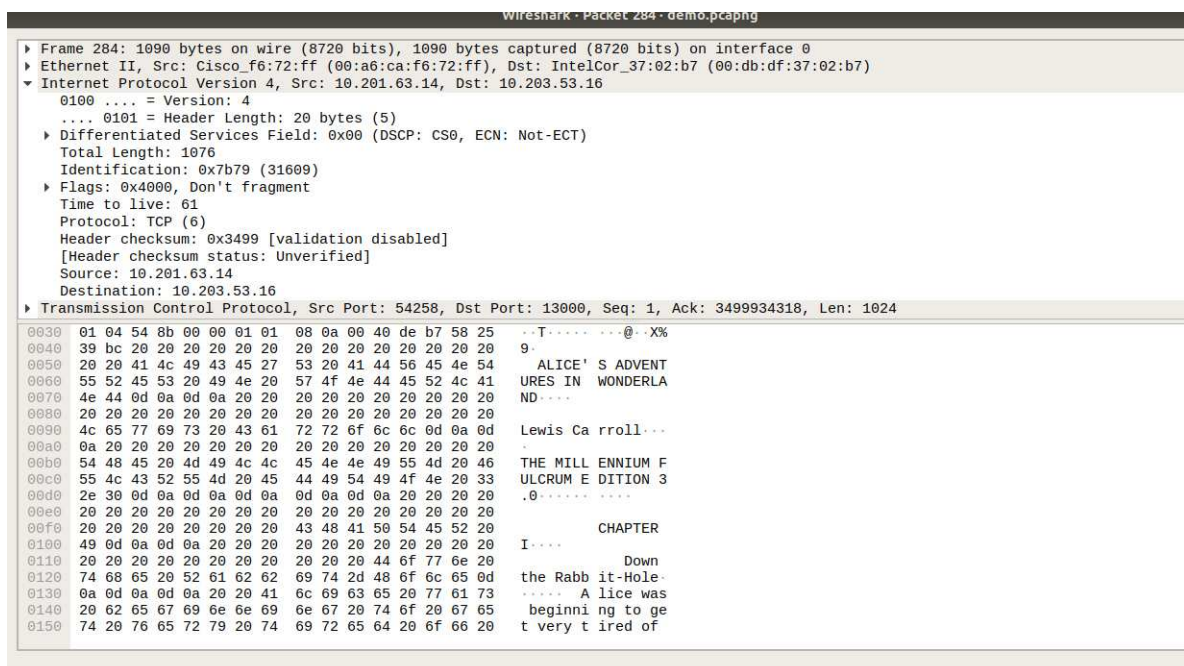 Wireshark · Packet 284 · demo.pcapng
Frame 284: 1090 bytes on wire (8720 bits), 1090 bytes captured (8720 bits) on interface 0
Ethernet II, Src: Cisco_f6:72:ff (00:a6:ca:f6:72:ff), Dst: IntelCor_37:02:b7 (00:db:df:37:02:b7)
Internet Protocol Version 4, Src: 10.201.63.14, Dst: 10.203.53.16
0100 .... = Version: 4
.... 0101 = Header Length: 20 bytes (5)
Differentiated Services Field: 0x00 (DSCP: CS0, ECN: Not-ECT)
Total Length: 1076
Identification: 0x7b79 (31609)
Flags: 0x4000, Don't fragment
Time to live: 61
Protocol: TCP (6)
Header checksum: 0x3499 [validation disabled]
[Header checksum status: Unverified]
Source: 10.201.63.14
Destination: 10.203.53.16
Transmission Control Protocol, Src Port: 54258, Dst Port: 13000, Seq: 1, Ack: 3499934318, Len: 1024
0030 01 04 54 8b 00 00 01 01 08 0a 00 40 de b7 58 25 ··T····· ···@··X%
0040 39 bc 20 20 20 20 20 20 20 20 20 20 20 20 20 20 9·
0050 20 20 41 4c 49 43 45 27 53 20 41 44 56 45 4e 54 ALICE' S ADVENT
0060 55 52 45 53 20 49 4e 20 57 4f 4e 44 45 52 4c 41 URES IN WONDERLA
0070 4e 44 0d 0a 0d 0a 20 20 20 20 20 20 20 20 20 20 ND····
0080 20 20 20 20 20 20 20 20 20 20 20 20 20 20 20 20
0090 4c 65 77 69 73 20 43 61 72 72 6f 6c 6c 0d 0a 0d Lewis Ca rroll···
00a0 0a 20 20 20 20 20 20 20 20 20 20 20 20 20 20 20 ·
00b0 54 48 45 20 4d 49 4c 4c 45 4e 4e 49 55 4d 20 46 THE MILL ENNIUM F
00c0 55 4c 43 52 55 4d 20 45 44 49 54 49 4f 4e 20 33 ULCRUM E DITION 3
00d0 2e 30 0d 0a 0d 0a 0d 0a 0d 0a 0d 0a 20 20 20 20 .0······ ····
00e0 20 20 20 20 20 20 20 20 20 20 20 20 20 20 20 20
00f0 20 20 20 20 20 20 20 20 43 48 41 50 54 45 52 20 CHAPTER
0100 49 0d 0a 0d 0a 20 20 20 20 20 20 20 20 20 20 20 I····
0110 20 20 20 20 20 20 20 20 20 20 20 44 6f 77 6e 20 Down
0120 74 68 65 20 52 61 62 62 69 74 2d 48 6f 6c 65 0d the Rabb it-Hole·
0130 0a 0d 0a 0d 0a 20 20 41 6c 69 63 65 20 77 61 73 ····· A lice was
0140 20 62 65 67 69 6e 6e 69 6e 67 20 74 6f 20 67 65 beginni ng to ge
0150 74 20 76 65 72 79 20 74 69 72 65 64 20 6f 66 20 t very t ired of